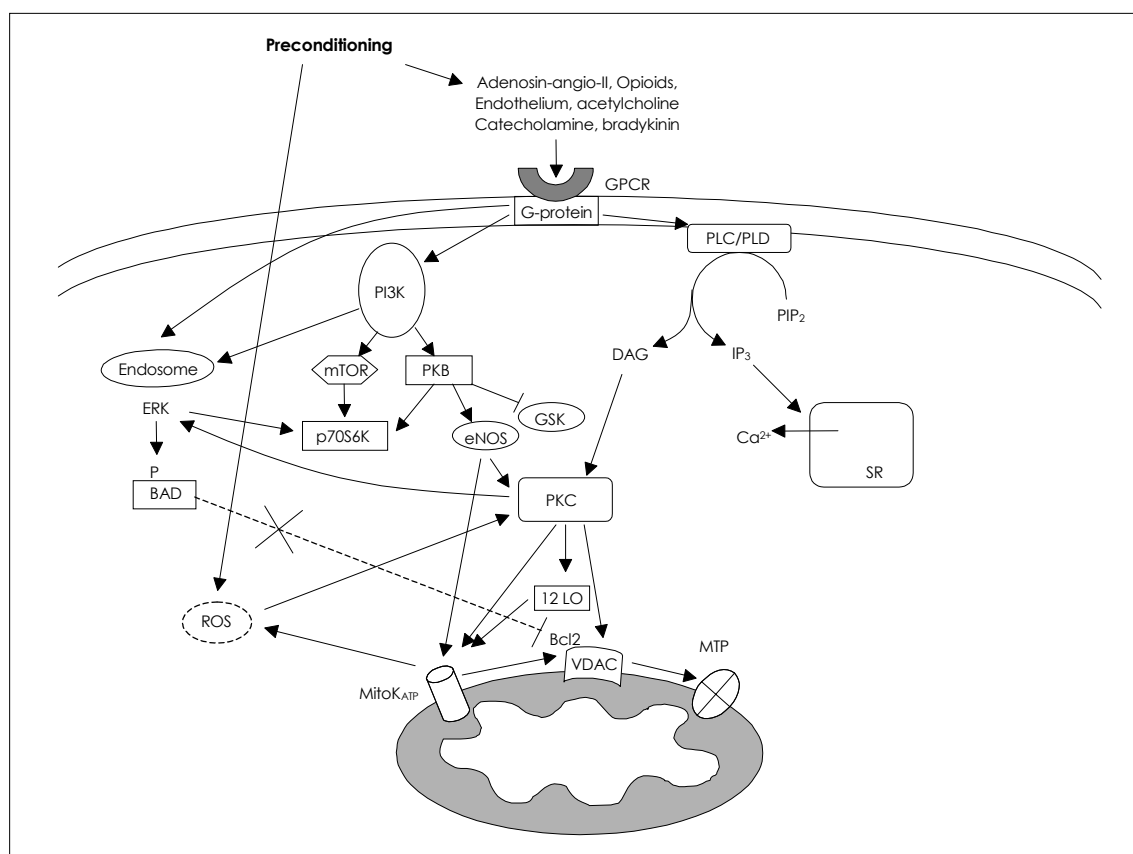 Preconditioning
Adenosin-angio-II, Opioids,
Endothelium, acetylcholine
Catecholamine, bradykinin
GPCR
G-protein
PLC/PLD
PI3K
PIP₂
DAG
IP₃
Endosome
mTOR
PKB
ERK
GSK
p70S6K
eNOS
Ca²⁺
SR
P
BAD
PKC
12 LO
ROS
Bcl2
VDAC
MTP
MitoKATP